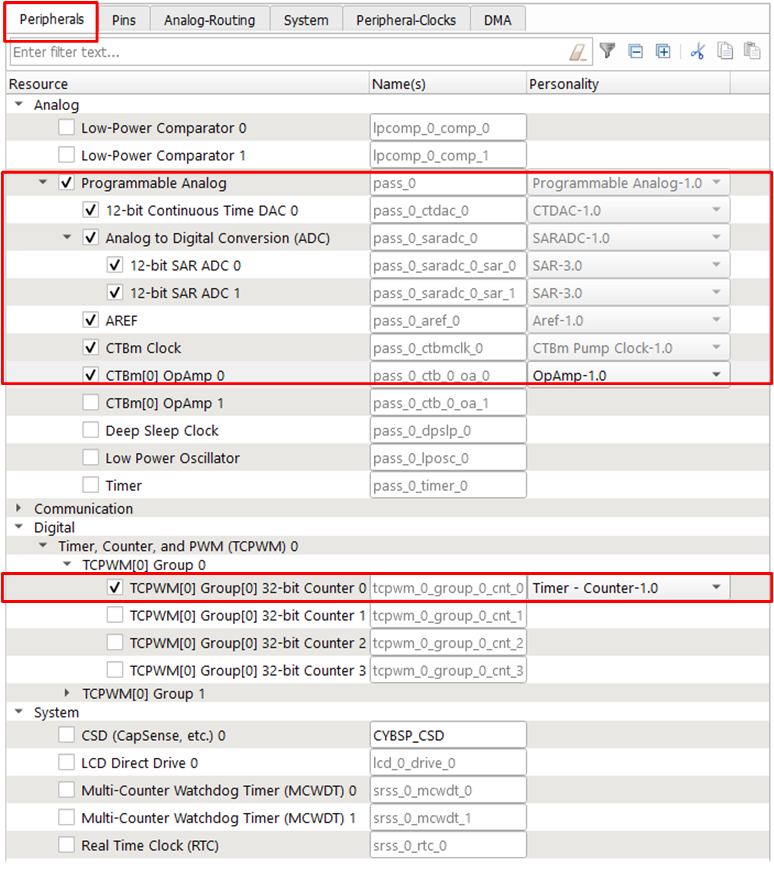 Peripherals Pins Analog-Routing System Peripheral-Clocks DMA
Enter filter text...
Resource Name(s) Personality
Analog
Low-Power Comparator 0 lpcomp_0_comp_0
Low-Power Comparator 1 lpcomp_0_comp_1
Programmable Analog pass_0 Programmable Analog-1.0
12-bit Continuous Time DAC 0 pass_0_ctdac_0 CTDAC-1.0
Analog to Digital Conversion (ADC) pass_0_saradc_0 SARADC-1.0
12-bit SAR ADC 0 pass_0_saradc_0_sar_0 SAR-3.0
12-bit SAR ADC 1 pass_0_saradc_0_sar_1 SAR-3.0
AREF pass_0_aref_0 Aref-1.0
CTBm Clock pass_0_ctbmclk_0 CTBm Pump Clock-1.0
CTBm[0] OpAmp 0 pass_0_ctb_0_oa_0 OpAmp-1.0
CTBm[0] OpAmp 1 pass_0_ctb_0_oa_1
Deep Sleep Clock pass_0_dpslp_0
Low Power Oscillator pass_0_lposc_0
Timer pass_0_timer_0
Communication
Digital
Timer, Counter, and PWM (TCPWM) 0
TCPWM[0] Group 0
TCPWM[0] Group[0] 32-bit Counter 0 tcpwm_0_group_0_cnt_0 Timer - Counter-1.0
TCPWM[0] Group[0] 32-bit Counter 1 tcpwm_0_group_0_cnt_1
TCPWM[0] Group[0] 32-bit Counter 2 tcpwm_0_group_0_cnt_2
TCPWM[0] Group[0] 32-bit Counter 3 tcpwm_0_group_0_cnt_3
TCPWM[0] Group 1
System
CSD (CapSense, etc.) 0 CYBSP_CSD
LCD Direct Drive 0 lcd_0_drive_0
Multi-Counter Watchdog Timer (MCWDT) 0 srss_0_mcwdt_0
Multi-Counter Watchdog Timer (MCWDT) 1 srss_0_mcwdt_1
Real Time Clock (RTC) srss_0_rtc_0